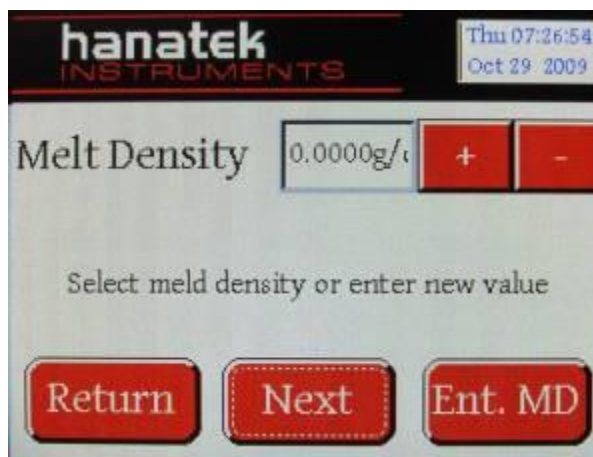 hanatek
INSTRUMENTS
Thu 07:26:54
Oct 29 2009
Melt Density 0.0000g/ + -
Select meld density or enter new value
Return Next Ent. MD